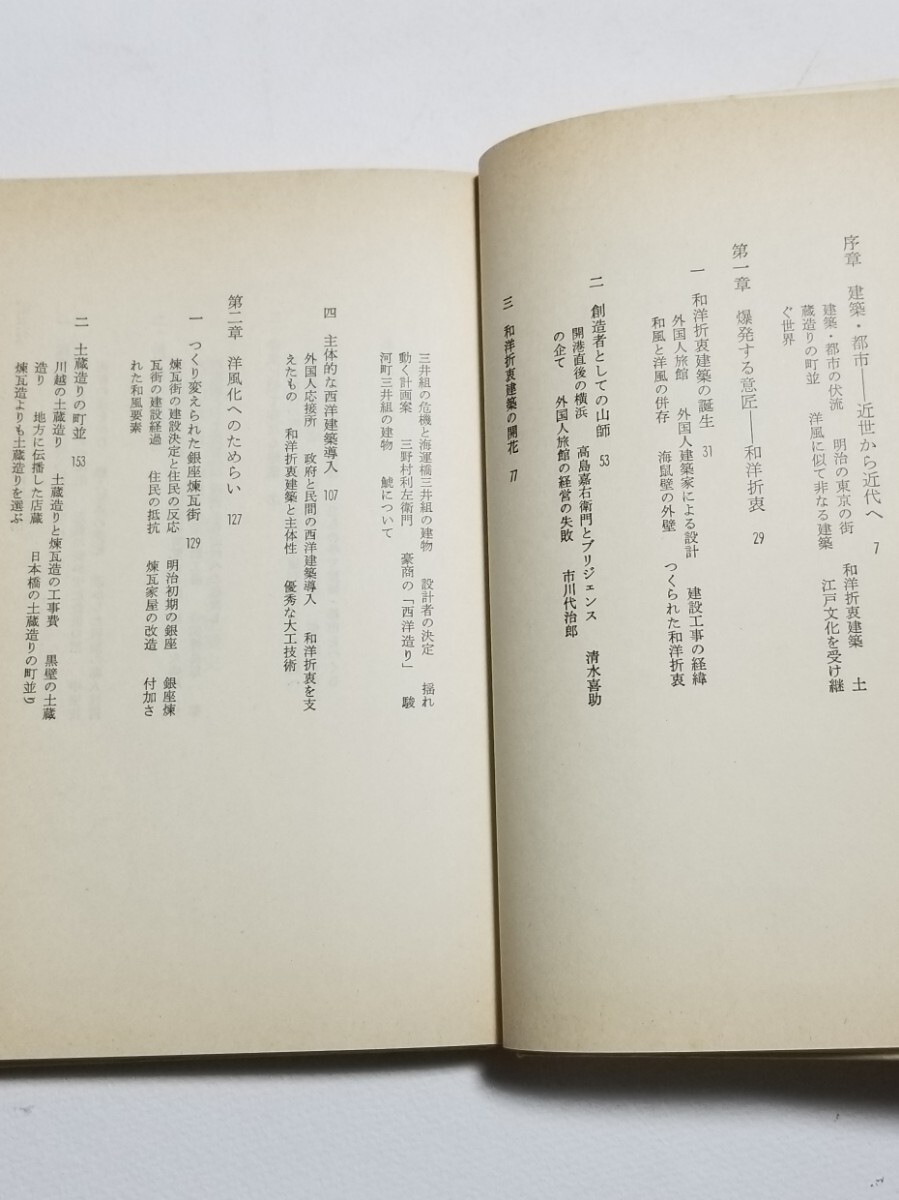 序章　建築・都市──近世から近代へ　7
建築・都市の伏流　明治の東京の街　和洋折衷建築　土
蔵造りの町並　洋風に似て非なる建築　江戸文化を受け継
ぐ世界
第一章　爆発する意匠──和洋折衷　29
一　和洋折衷建築の誕生　31
外国人旅館　外国人建築家による設計　建設工事の経緯
和風と洋風の併存　海鼠壁の外壁　つくられた和洋折衷
二　創造者としての山師　53
開港直後の横浜　高島嘉右衛門とブリジェンス　清水喜助
の企て　外国人旅館の経営の失敗　市川代治郎
三　和洋折衷建築の開花　77
三井組の危機と海運橋三井組の建物　設計者の決定　揺れ
動く計画案　三野村利左衛門　豪商の「西洋造り」　駿
河町三井組の建物　鯱について
四　主体的な西洋建築導入　107
外国人応接所　政府と民間の西洋建築導入　和洋折衷を支
えたもの　和洋折衷建築と主体性　優秀な大工技術
第二章　洋風化へのためらい　127
一　つくり変えられた銀座煉瓦街　129
煉瓦街の建設決定と住民の反応　明治初期の銀座　銀座煉
瓦街の建設経過　住民の抵抗　煉瓦家屋の改造　付加さ
れた和風要素
二　土蔵造りの町並　153
川越の土蔵造り　土蔵造りと煉瓦造の工事費　黒壁の土蔵
造り　地方に伝播した店蔵　日本橋の土蔵造りの町並
煉瓦造よりも土蔵造りを選ぶ